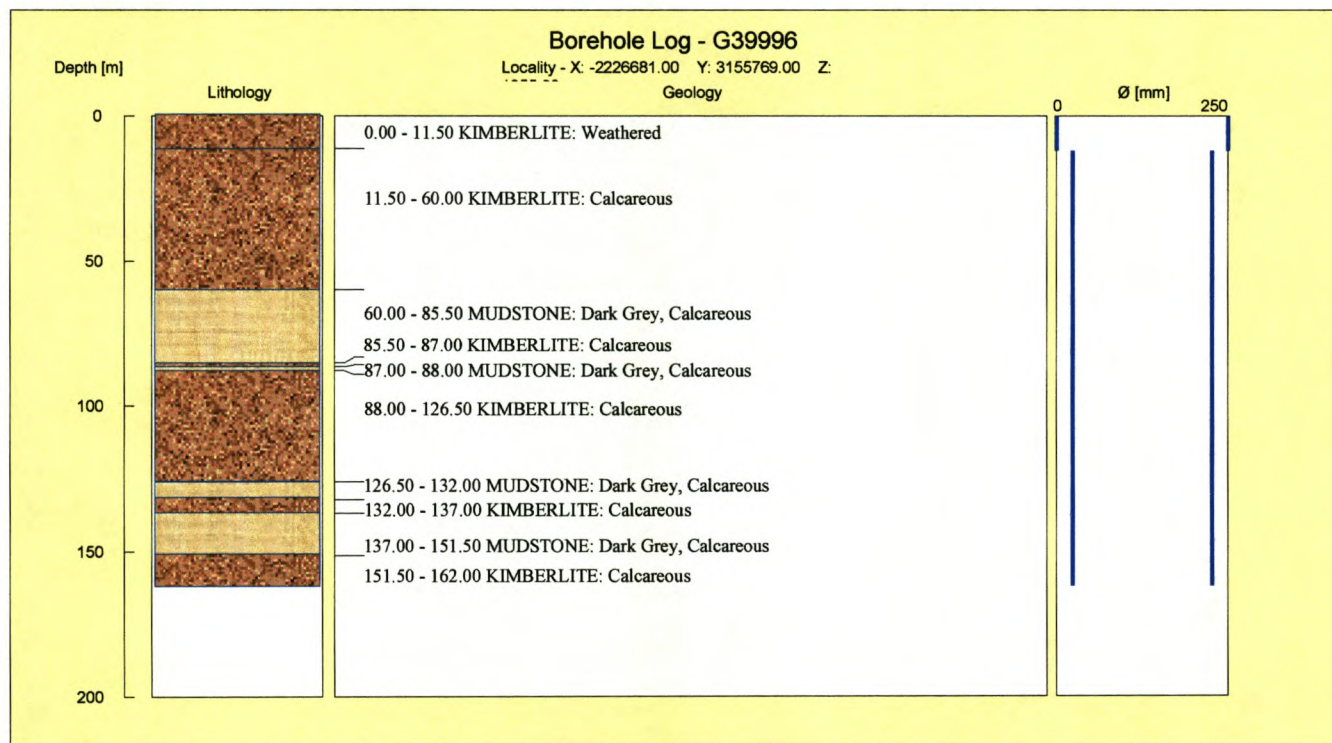 Borehole Log - G39996
Depth [m]
Locality - X: -2226681.00 Y: 3155769.00 Z:
Lithology
Geology
Ø [mm]
0
250
0
50
100
150
200
0.00 - 11.50 KIMBERLITE: Weathered
11.50 - 60.00 KIMBERLITE: Calcareous
60.00 - 85.50 MUDSTONE: Dark Grey, Calcareous
85.50 - 87.00 KIMBERLITE: Calcareous
87.00 - 88.00 MUDSTONE: Dark Grey, Calcareous
88.00 - 126.50 KIMBERLITE: Calcareous
126.50 - 132.00 MUDSTONE: Dark Grey, Calcareous
132.00 - 137.00 KIMBERLITE: Calcareous
137.00 - 151.50 MUDSTONE: Dark Grey, Calcareous
151.50 - 162.00 KIMBERLITE: Calcareous